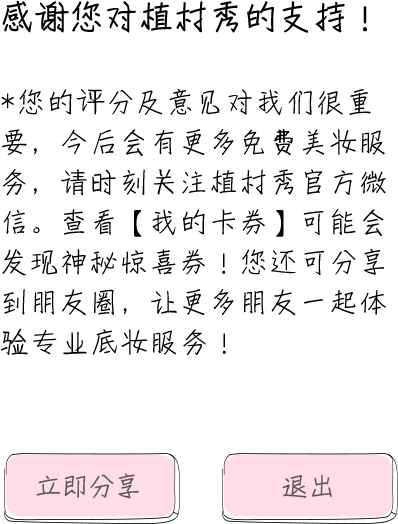 感谢您对植村秀的支持！
*您的评分及意见对我们很重
要，今后会有更多免费美妆服
务，请时刻关注植村秀官方微
信。查看【我的卡券】可能会
发现神秘惊喜券！您还可分享
到朋友圈，让更多朋友一起体
验专业底妆服务！
立即分享
退出